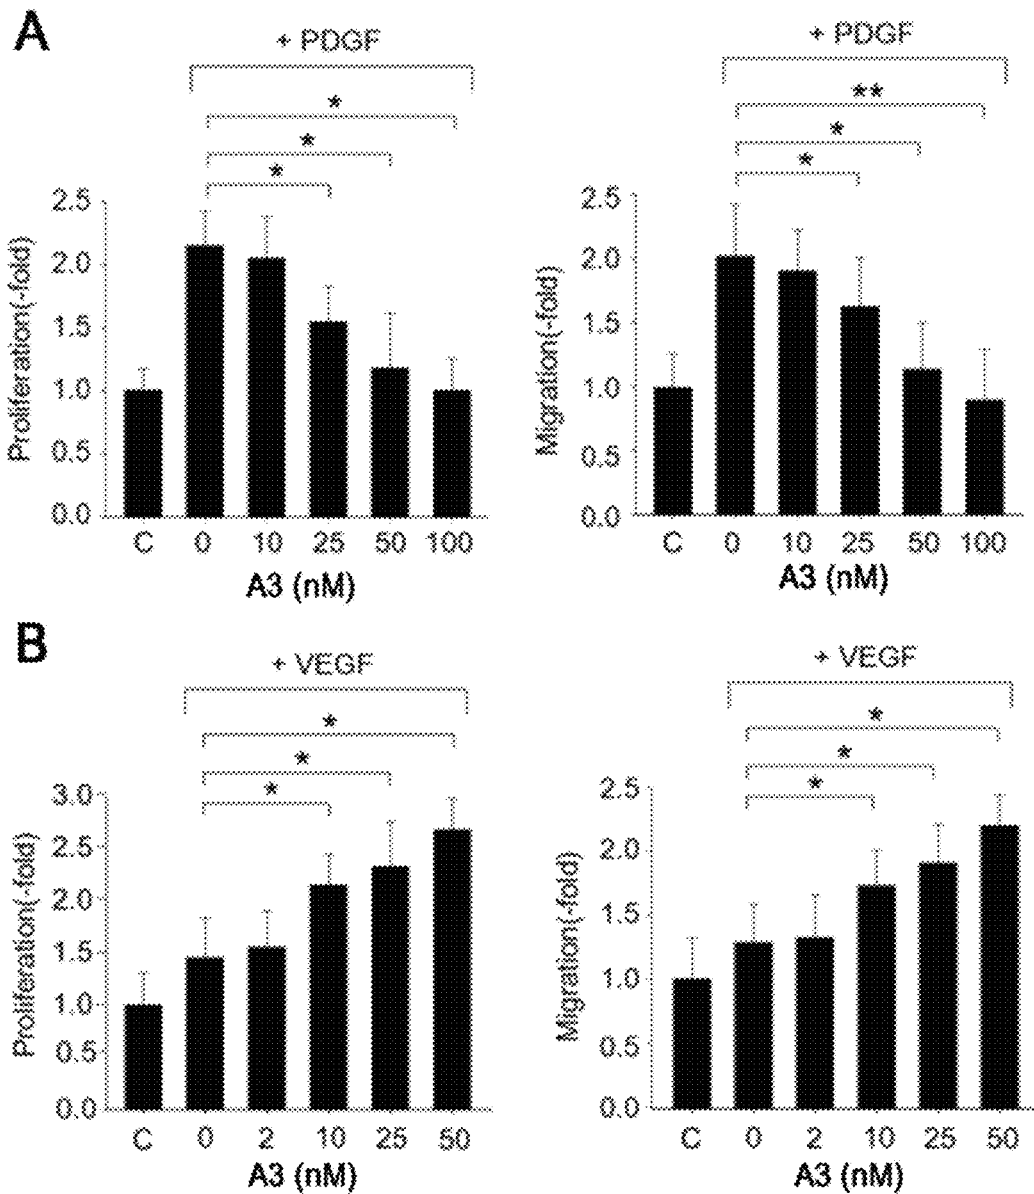 A
+ PDGF
*
*
*
Proliferation(-fold)
2.5
2.0
1.5
1.0
0.5
0.0
C 0 10 25 50 100
A3 (nM)
+ PDGF
**
*
*
Migration(-fold)
2.5
2.0
1.5
1.0
0.5
0.0
C 0 10 25 50 100
A3 (nM)
B
+ VEGF
*
*
*
Proliferation(-fold)
3.0
2.5
2.0
1.5
1.0
0.5
0.0
C 0 2 10 25 50
A3 (nM)
+ VEGF
*
*
*
Migration(-fold)
2.5
2.0
1.5
1.0
0.5
0.0
C 0 2 10 25 50
A3 (nM)